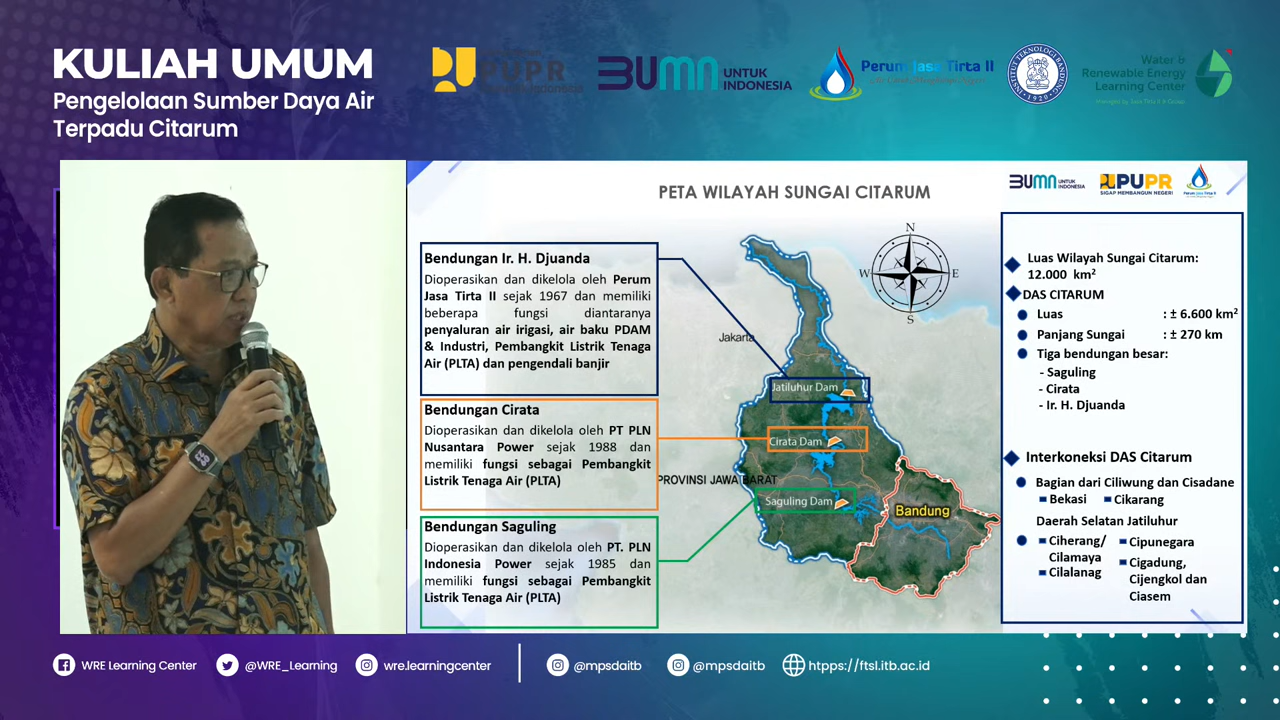 KULIAH UMUM
Pengelolaan Sumber Daya Air
Terpadu Citarum
PUPR
BUMN
UNTUK
INDONESIA
Perum Jasa Tirta II
INSTITUT TEKNOLOGI BANDUNG
1920
Water &
Renewable Energy
Learning Center
PETA WILAYAH SUNGAI CITARUM
BUMN UNTUK
INDONESIA
PUPR
SIGAP MEMBANGUN NEGERI
Perum Jasa Tirta II
Bendungan Ir. H. Djuanda
Dioperasikan dan dikelola oleh Perum
Jasa Tirta II sejak 1967 dan memiliki
beberapa fungsi diantaranya
penyaluran air irigasi, air baku PDAM
& Industri, Pembangkit Listrik Tenaga
Air (PLTA) dan pengendali banjir
Bendungan Cirata
Dioperasikan dan dikelola oleh PT PLN
Nusantara Power sejak 1988 dan
memiliki fungsi sebagai Pembangkit
Listrik Tenaga Air (PLTA)
Bendungan Saguling
Dioperasikan dan dikelola oleh PT. PLN
Indonesia Power sejak 1985 dan
memiliki fungsi sebagai Pembangkit
Listrik Tenaga Air (PLTA)
N
W E
S
Jakarta
Jatiluhur Dam
Cirata Dam
PROVINSI JAWA BARAT
Saguling Dam
Bandung
Luas Wilayah Sungai Citarum:
12.000 km²
DAS CITARUM
Luas : ± 6.600 km²
Panjang Sungai : ± 270 km
Tiga bendungan besar:
- Saguling
- Cirata
- Ir. H. Djuanda
Interkoneksi DAS Citarum
Bagian dari Ciliwung dan Cisadane
Bekasi Cikarang
Daerah Selatan Jatiluhur
Ciherang/
Cilamaya
Cilalanag
Cipunegara
Cigadung,
Cijengkol dan
Ciasem
WRE Learning Center @WRE_Learning wre.learningcenter @mpsdaitb @mpsdaitb htpps://ftsl.itb.ac.id